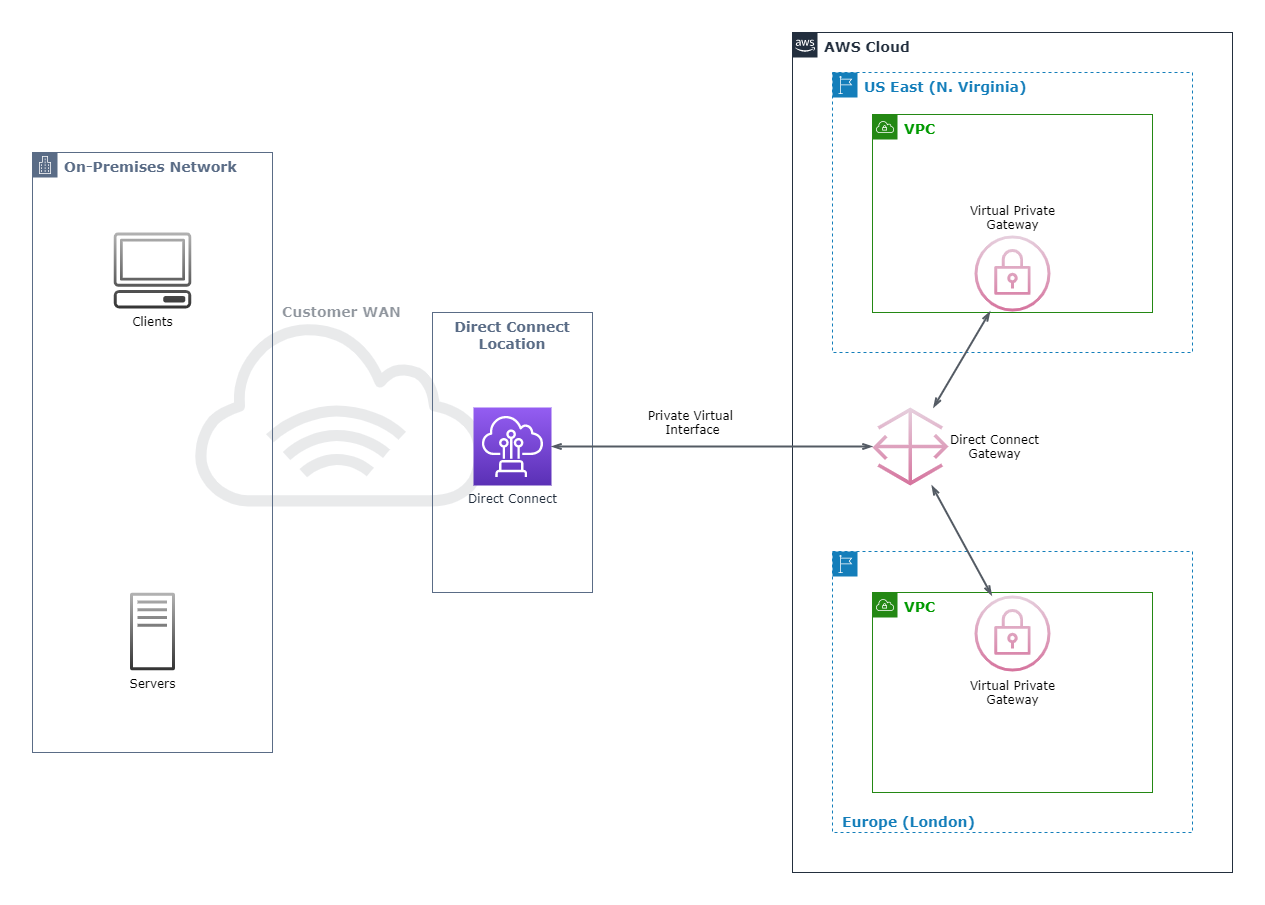 aws
AWS Cloud
US East (N. Virginia)
VPC
Virtual Private
Gateway
On-Premises Network
Clients
Customer WAN
Direct Connect
Location
Direct Connect
Private Virtual
Interface
Direct Connect
Gateway
Servers
VPC
Virtual Private
Gateway
Europe (London)